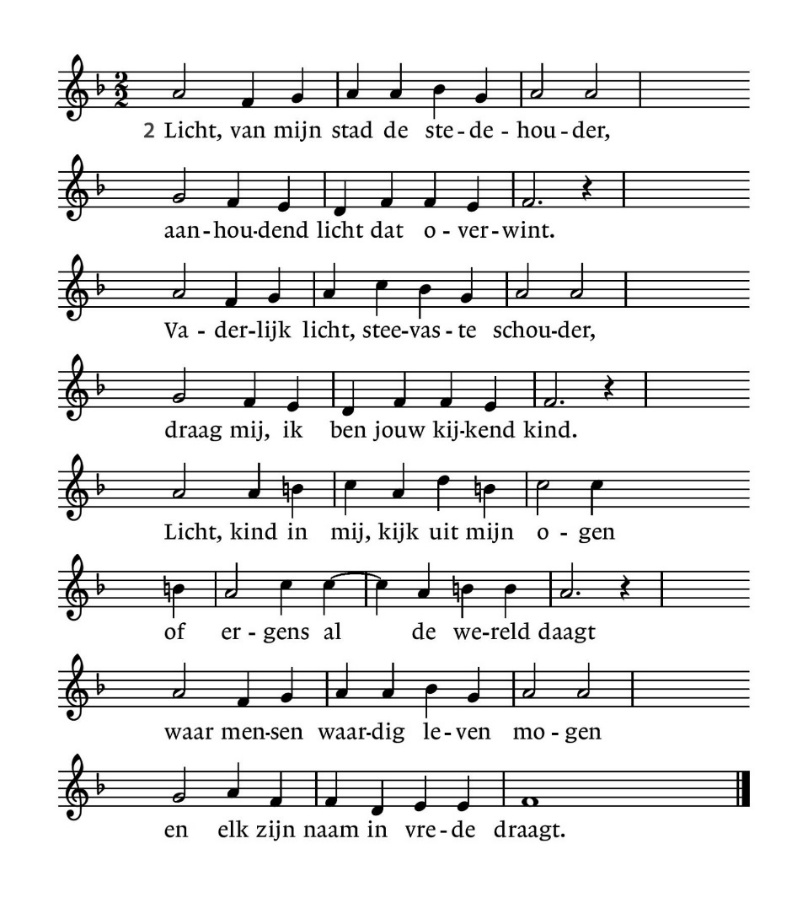 2 Licht, van mijn stad de ste-de-hou-der,
aan-hou-dend licht dat o-ver-wint.
Va-der-lijk licht, stee-vas-te schou-der,
draag mij, ik ben jouw kij-kend kind.
Licht, kind in mij, kijk uit mijn o-gen
of er-gens al de we-reld daagt
waar men-sen waar-dig le-ven mo-gen
en elk zijn naam in vre-de draagt.